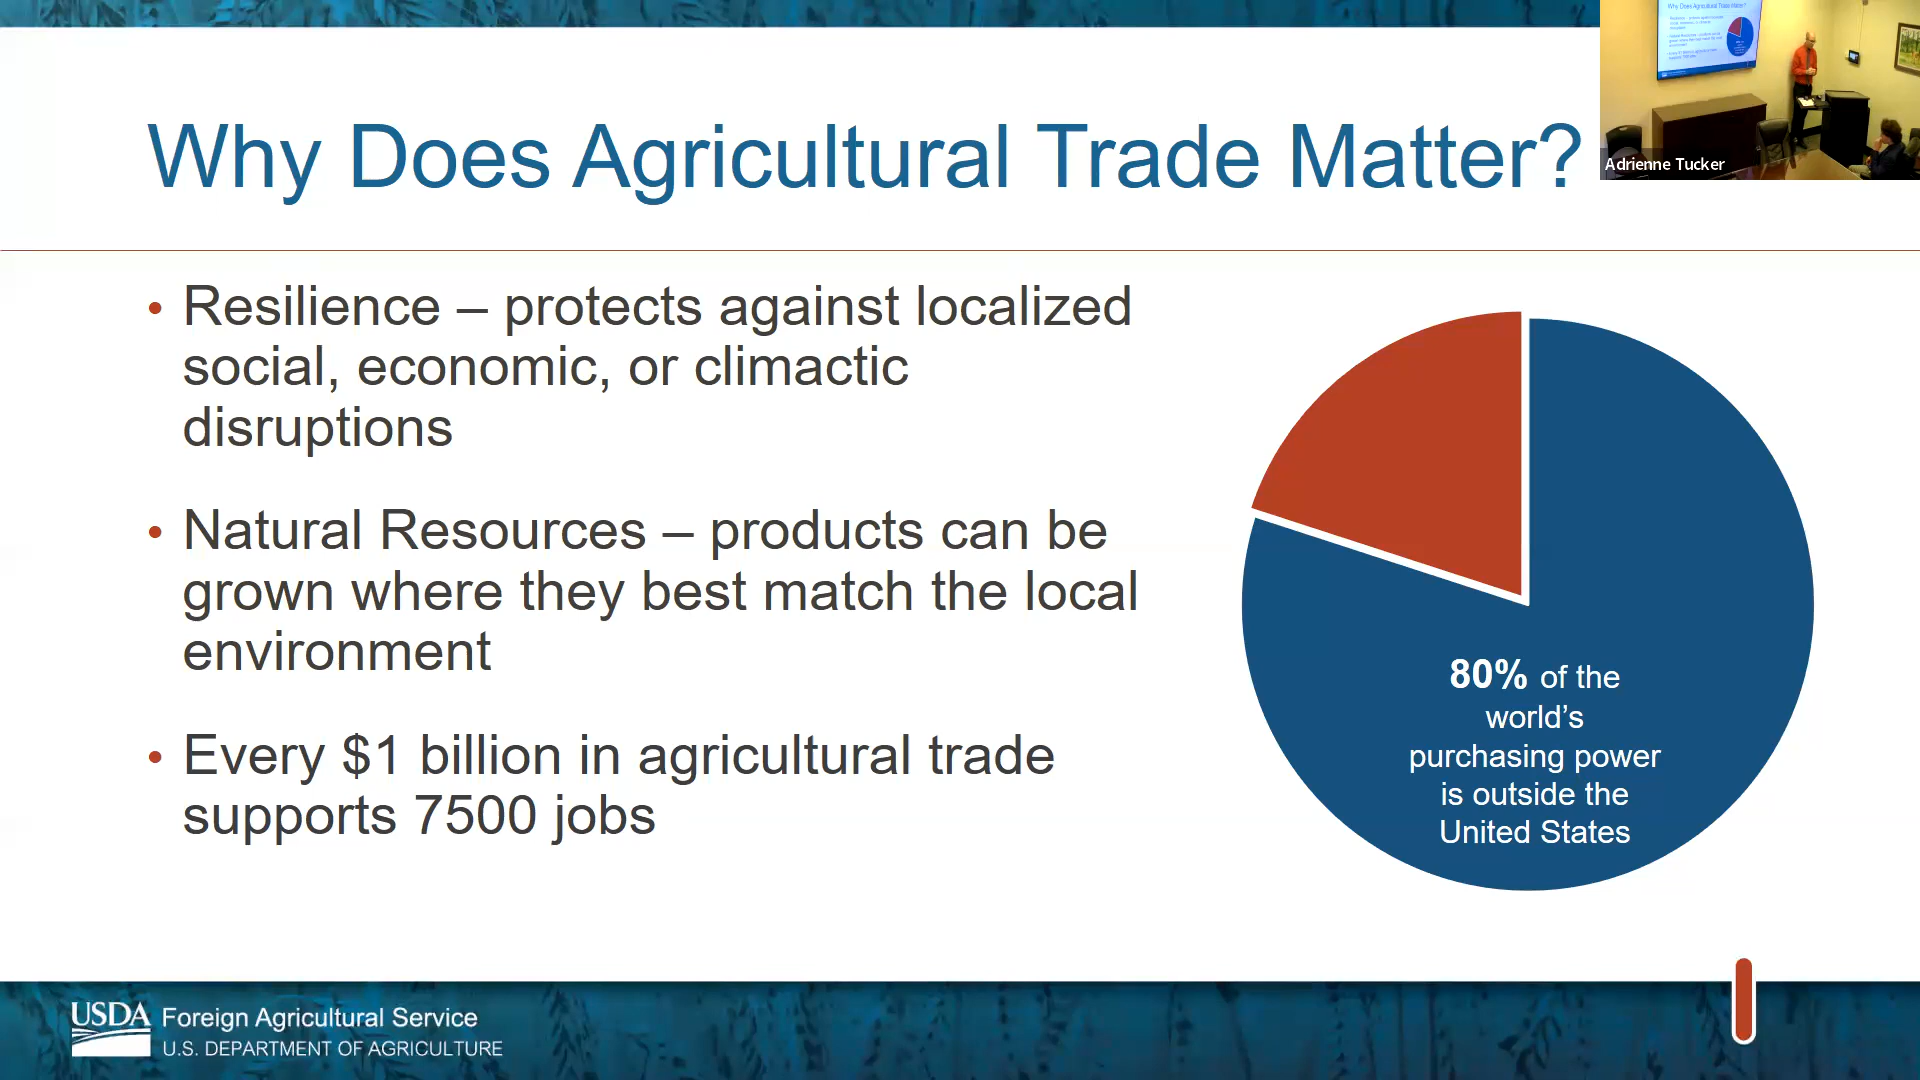 Why Does Agricultural Trade Matter?
Adrienne Tucker
• Resilience – protects against localized
social, economic, or climactic
disruptions
• Natural Resources – products can be
grown where they best match the local
environment
• Every $1 billion in agricultural trade
supports 7500 jobs
80% of the
world’s
purchasing power
is outside the
United States
USDA
Foreign Agricultural Service
U.S. DEPARTMENT OF AGRICULTURE